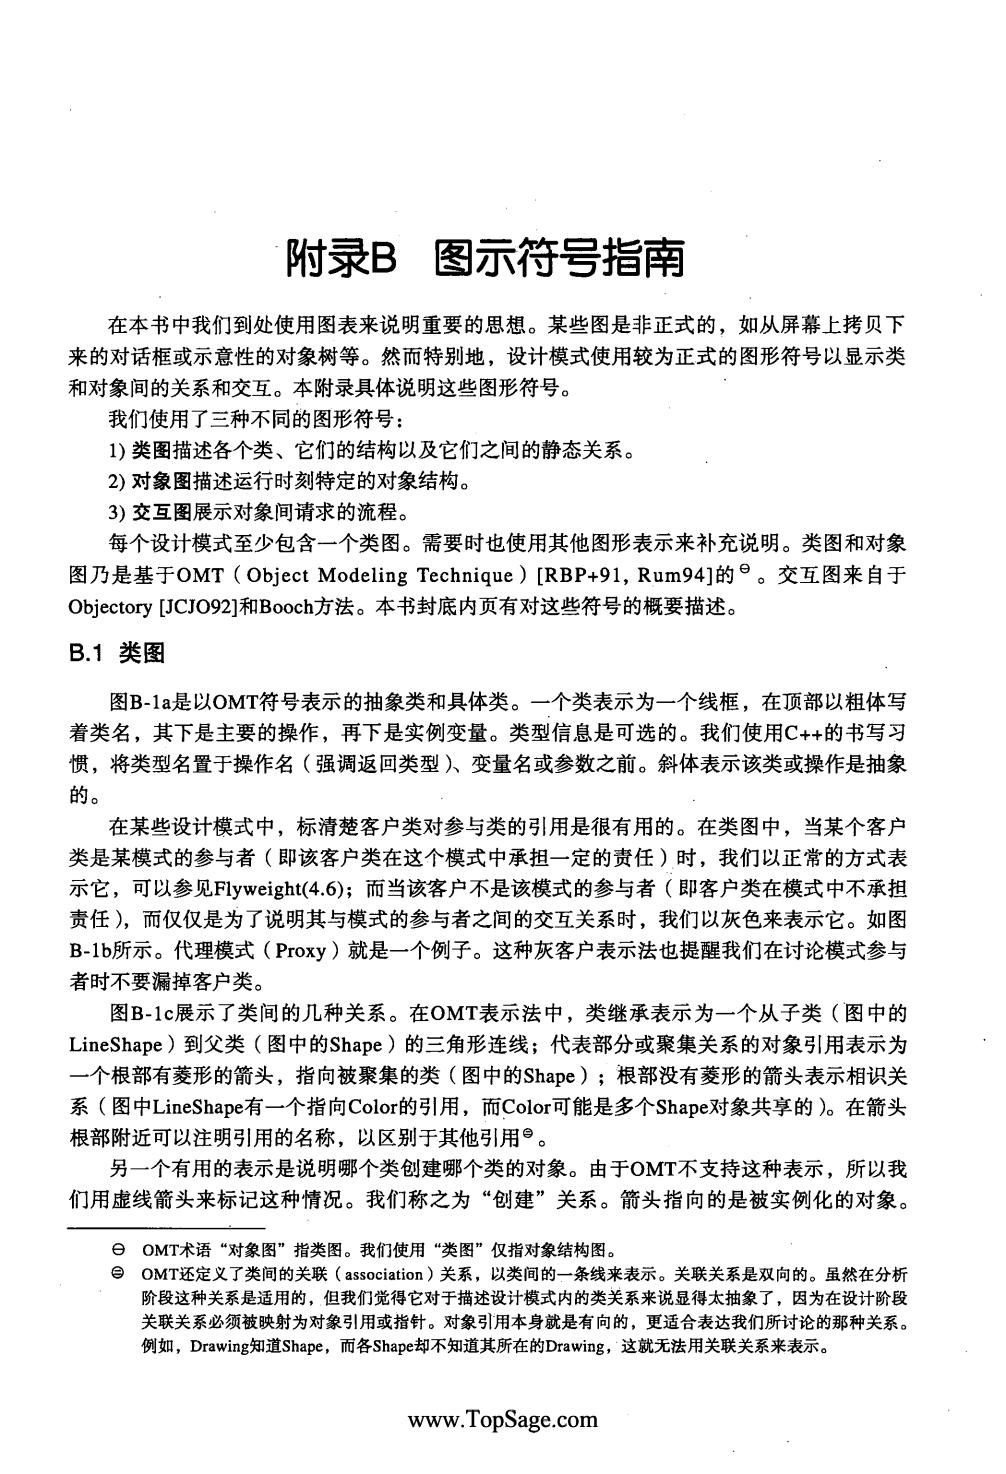 附录B 图示符号指南
在本书中我们到处使用图表来说明重要的思想。某些图是非正式的，如从屏幕上拷贝下
来的对话框或示意性的对象树等。然而特别地，设计模式使用较为正式的图形符号以显示类
和对象间的关系和交互。本附录具体说明这些图形符号。
我们使用了三种不同的图形符号：
1) 类图描述各个类、它们的结构以及它们之间的静态关系。
2) 对象图描述运行时刻特定的对象结构。
3) 交互图展示对象间请求的流程。
每个设计模式至少包含一个类图。需要时也使用其他图形表示来补充说明。类图和对象
图乃是基于OMT（Object Modeling Technique）[RBP+91, Rum94]的㊀。交互图来自于
Objectory [JCJO92]和Booch方法。本书封底内页有对这些符号的概要描述。
B.1 类图
图B-1a是以OMT符号表示的抽象类和具体类。一个类表示为一个线框，在顶部以粗体写
着类名，其下是主要的操作，再下是实例变量。类型信息是可选的。我们使用C++的书写习
惯，将类型名置于操作名（强调返回类型）、变量名或参数之前。斜体表示该类或操作是抽象
的。
在某些设计模式中，标清楚客户类对参与类的引用是很有用的。在类图中，当某个客户
类是某模式的参与者（即该客户类在这个模式中承担一定的责任）时，我们以正常的方式表
示它，可以参见Flyweight(4.6)；而当该客户不是该模式的参与者（即客户类在模式中不承担
责任），而仅仅是为了说明其与模式的参与者之间的交互关系时，我们以灰色来表示它。如图
B-1b所示。代理模式（Proxy）就是一个例子。这种灰客户表示法也提醒我们在讨论模式参与
者时不要漏掉客户类。
图B-1c展示了类间的几种关系。在OMT表示法中，类继承表示为一个从子类（图中的
LineShape）到父类（图中的Shape）的三角形连线；代表部分或聚集关系的对象引用表示为
一个根部有菱形的箭头，指向被聚集的类（图中的Shape）；根部没有菱形的箭头表示相识关
系（图中LineShape有一个指向Color的引用，而Color可能是多个Shape对象共享的）。在箭头
根部附近可以注明引用的名称，以区别于其他引用㊁。
另一个有用的表示是说明哪个类创建哪个类的对象。由于OMT不支持这种表示，所以我
们用虚线箭头来标记这种情况。我们称之为“创建”关系。箭头指向的是被实例化的对象。
㊀ OMT术语“对象图”指类图。我们使用“类图”仅指对象结构图。
㊁ OMT还定义了类间的关联（association）关系，以类间的一条线来表示。关联关系是双向的。虽然在分析
阶段这种关系是适用的，但我们觉得它对于描述设计模式内的类关系来说显得太抽象了，因为在设计阶段
关联关系必须被映射为对象引用或指针。对象引用本身就是有向的，更适合表达我们所讨论的那种关系。
例如，Drawing知道Shape，而各Shape却不知道其所在的Drawing，这就无法用关联关系来表示。
www.TopSage.com